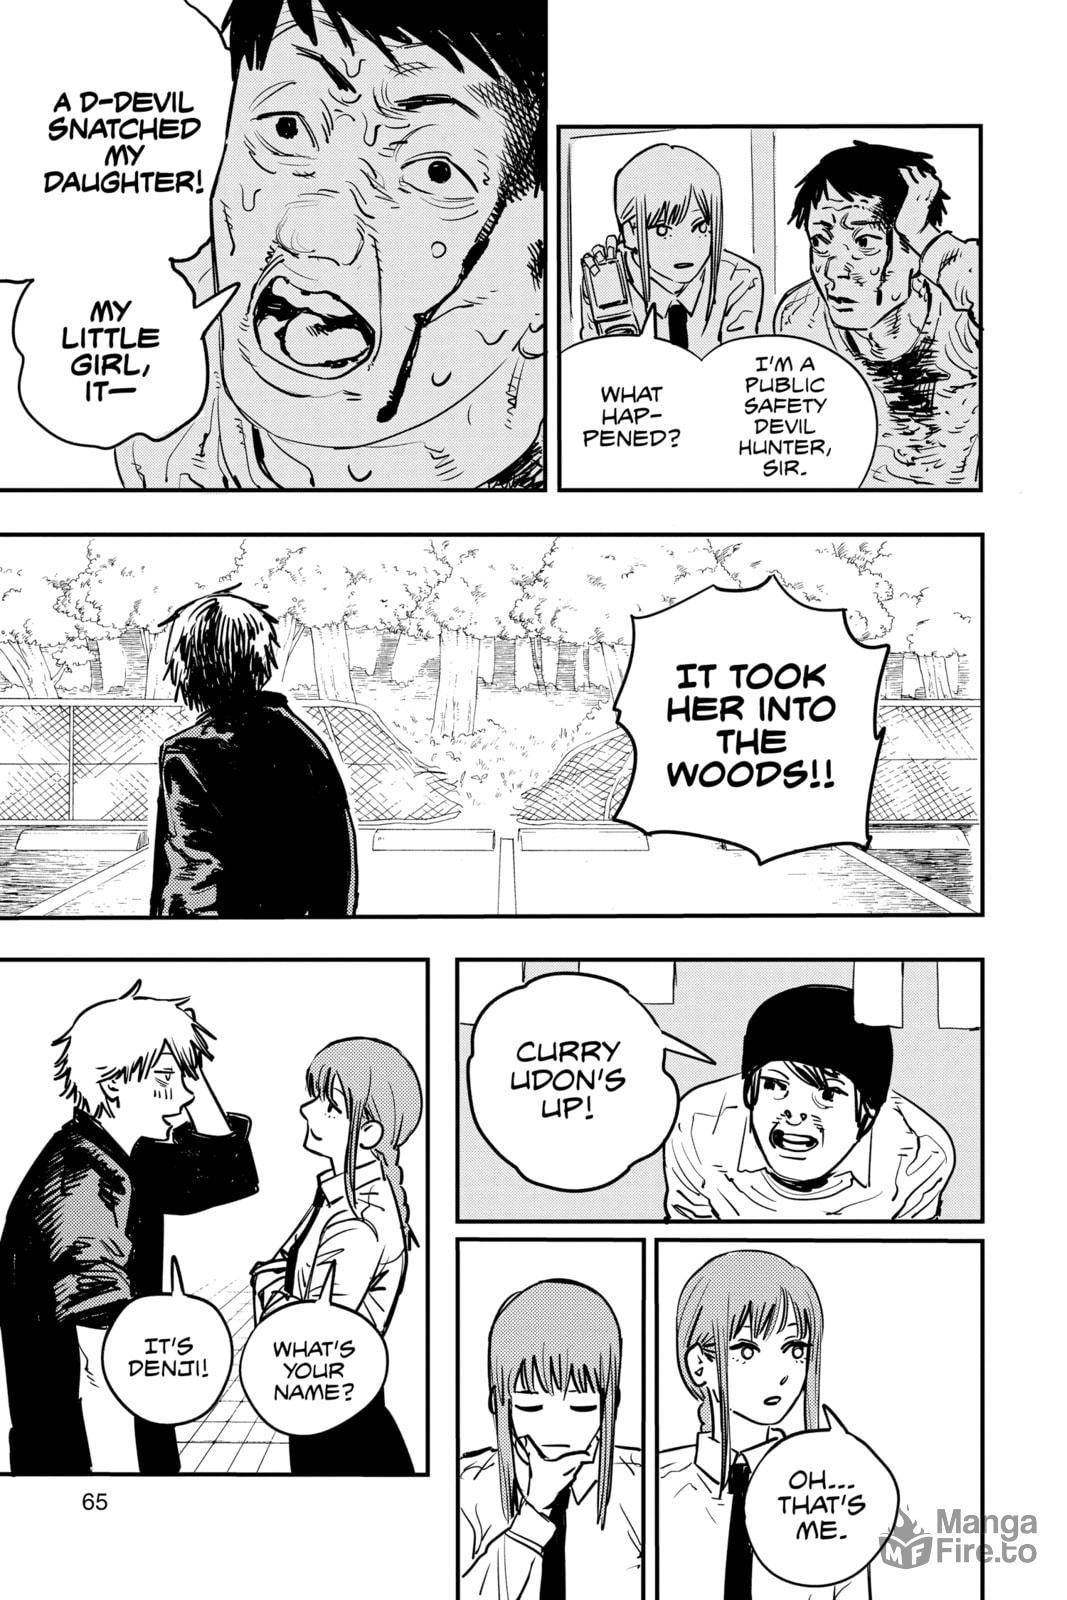 WHAT
HAP-
PENED?
I'M A
PUBLIC
SAFETY
DEVIL
HUNTER,
SIR.
A D-DEVIL
SNATCHED
MY
DAUGHTER!
MY
LITTLE
GIRL,
IT—
IT TOOK
HER INTO
THE
WOODS!!
CURRY
UDON'S
UP!
OH...
THAT'S
ME.
WHAT'S
YOUR
NAME?
IT'S
DENJI!
65
Manga
Fire.to
MF